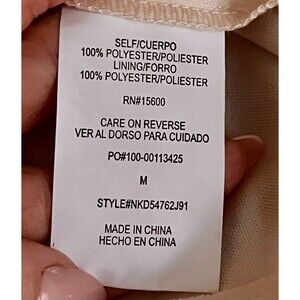 SELF/CUERPO
100% POLYESTER/POLIESTER
LINING/FORRO
100% POLYESTER/POLIESTER
RN#15600
CARE ON REVERSE
VER AL DORSO PARA CUIDADO
PO#100-00113425
M
STYLE#NKD54762J91
MADE IN CHINA
HECHO EN CHINA